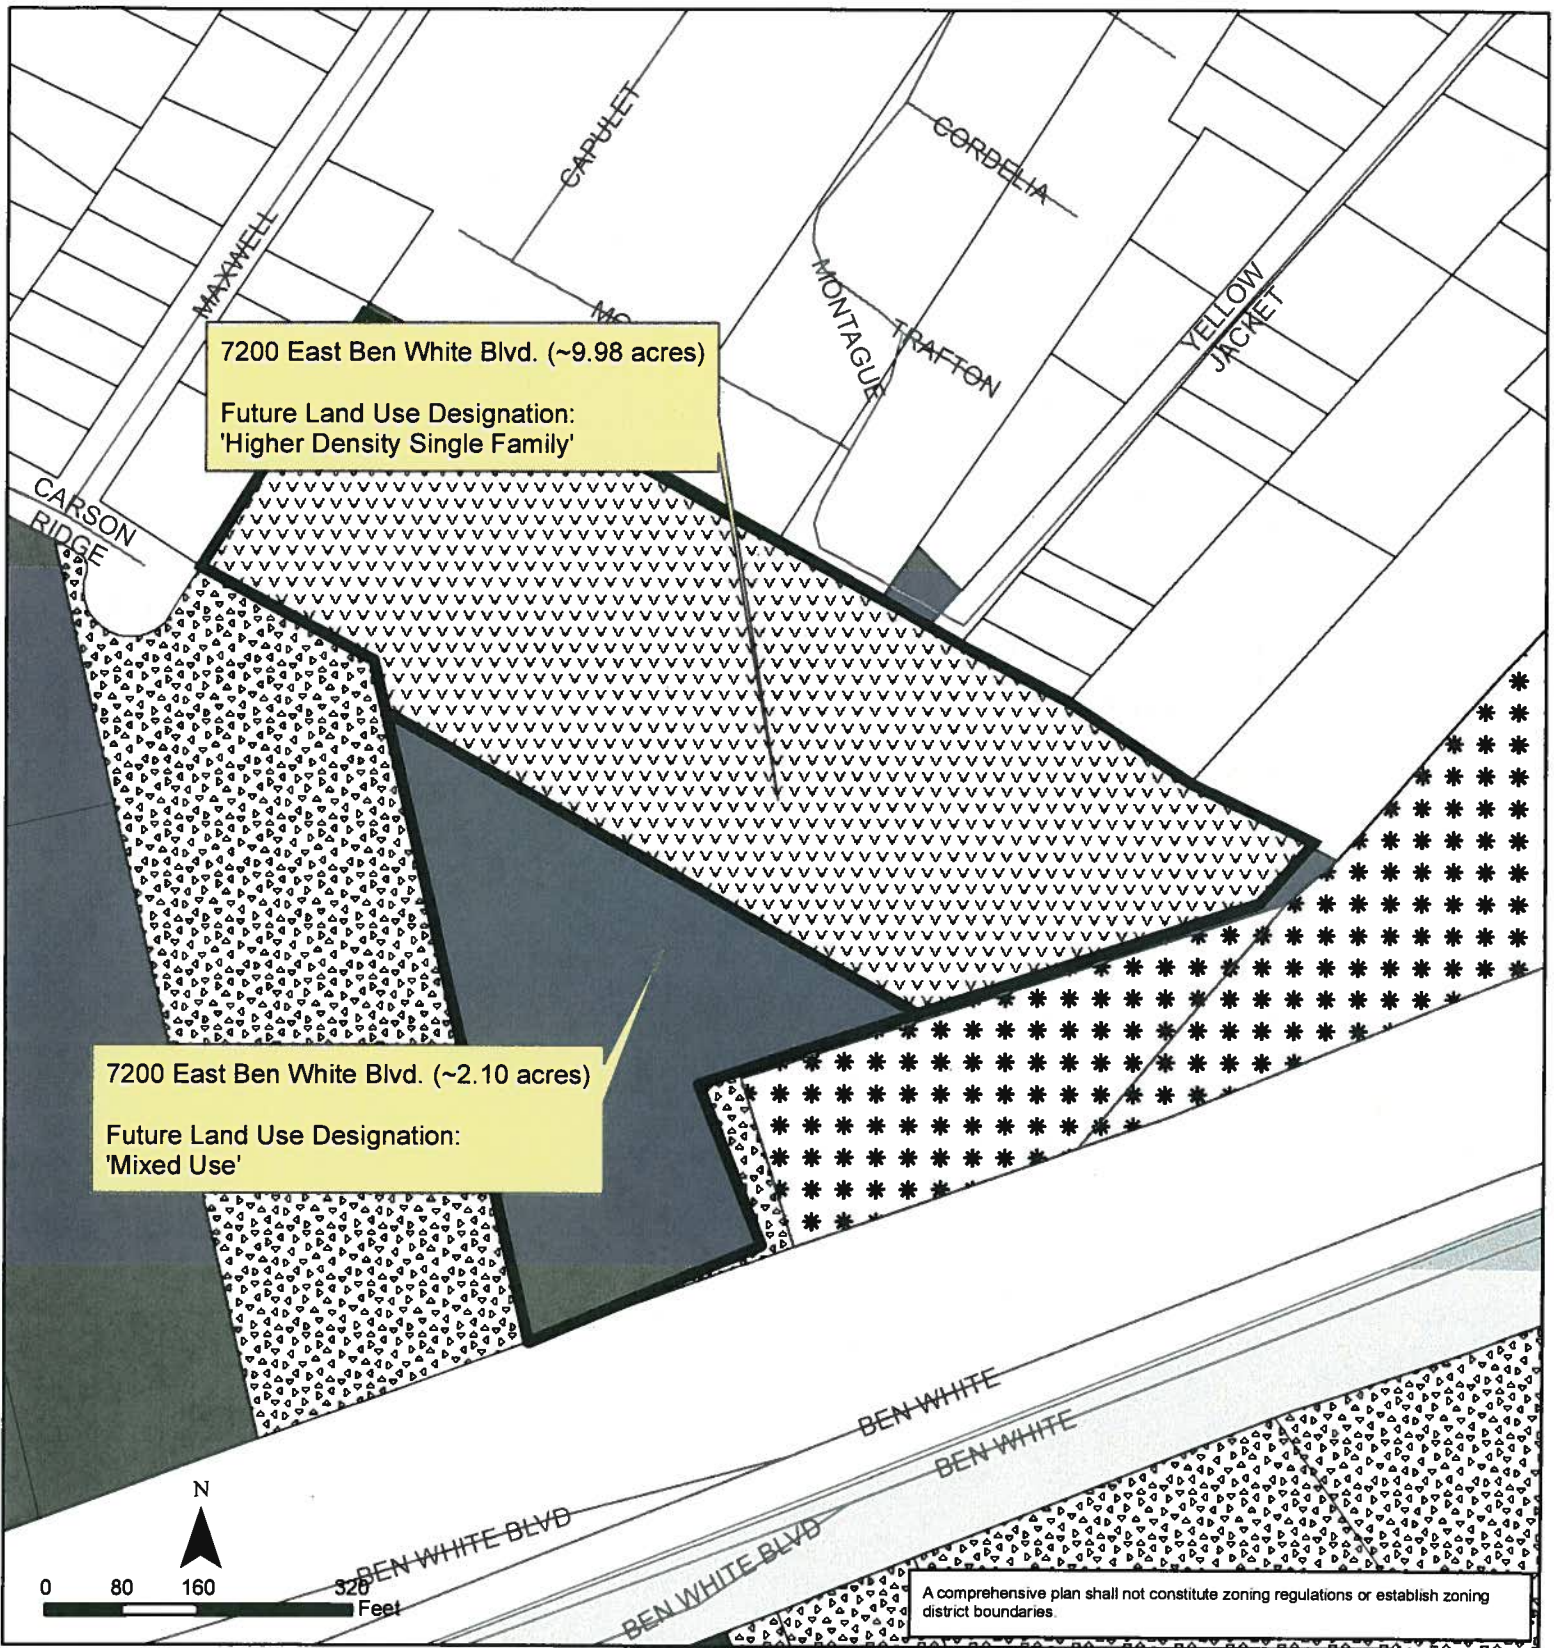 CAPULET
CORDELIA
MAXWELL
MO
MONTAGUE
TRAFTON
YELLOW
JACKET
7200 East Ben White Blvd. (~9.98 acres)
Future Land Use Designation:
'Higher Density Single Family'
CARSON
RIDGE
7200 East Ben White Blvd. (~2.10 acres)
Future Land Use Designation:
'Mixed Use'
BEN WHITE
BEN WHITE
BEN WHITE BLVD
BEN WHITE BLVD
N
0 80 160 320
Feet
A comprehensive plan shall not constitute zoning regulations or establish zoning
district boundaries.